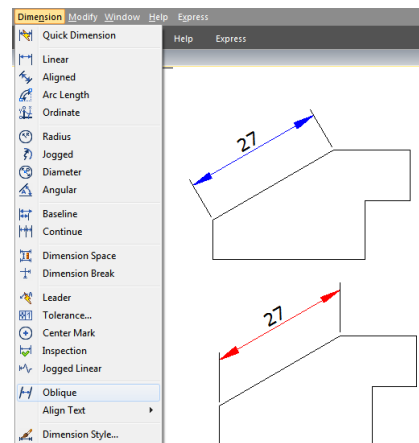 Dimension Modify Window Help Express
Help Express
Quick Dimension
Linear
Aligned
Arc Length
Ordinate
Radius
Jogged
Diameter
Angular
Baseline
Continue
Dimension Space
Dimension Break
Leader
Tolerance...
Center Mark
Inspection
Jogged Linear
Oblique
Align Text
Dimension Style...
27
27